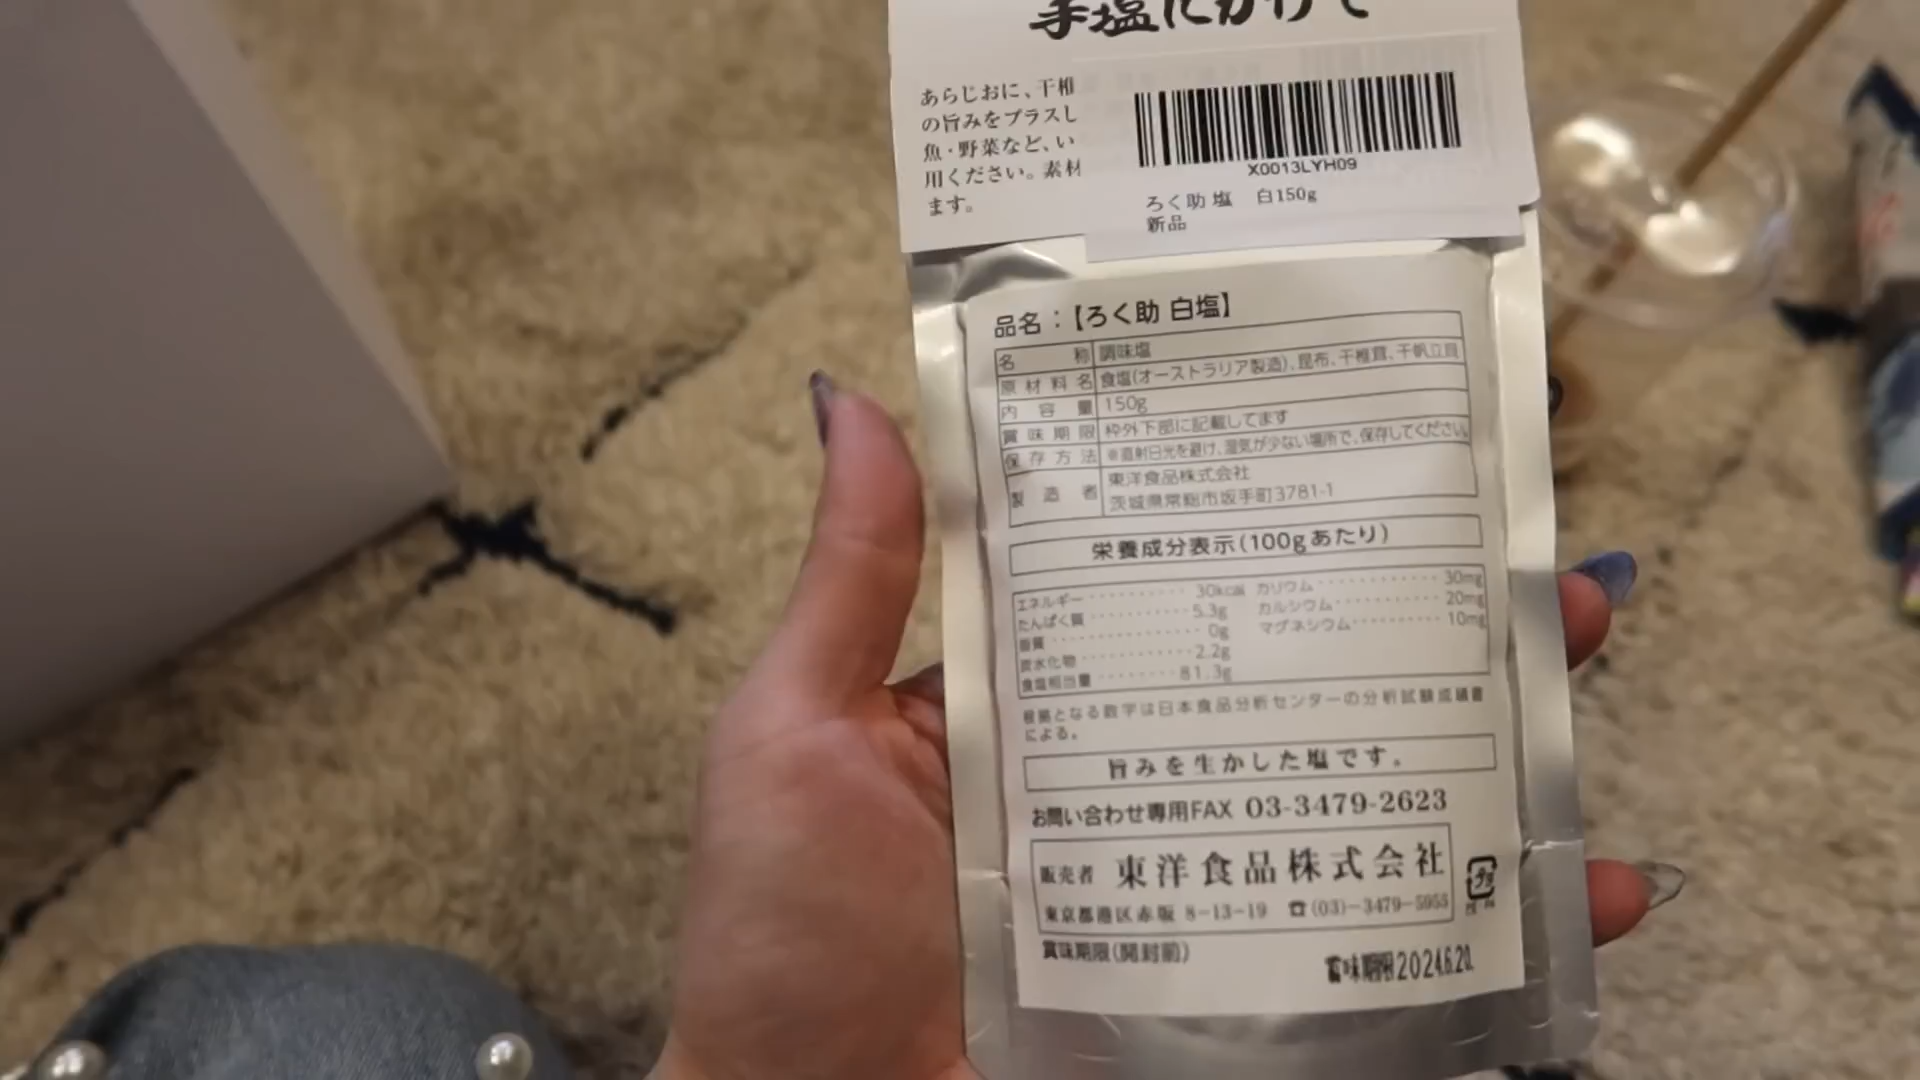 手塩にかけて
あらじおに、干椎
の旨みをプラスし
魚・野菜など、い
用ください。素材
ます。
X0013LYH09
ろく助 塩 白150g
新品
品名：【ろく助 白塩】
名称 調味塩
原材料名 食塩(オーストラリア製造)、昆布、干椎茸、干帆立貝
内容量 150g
賞味期限 枠外下部に記載してます
保存方法 ※直射日光を避け、湿気が少ない場所で、保存してください。
製造者 東洋食品株式会社
茨城県常総市坂手町3781-1
栄養成分表示(100gあたり)
エネルギー 30kcal カリウム 30mg
たんぱく質 5.3g カルシウム 20mg
脂質 0g マグネシウム 10mg
炭水化物 2.2g
食塩相当量 81.3g
根拠となる数字は日本食品分析センターの分析試験成績書
による。
旨みを生かした塩です。
お問い合わせ専用FAX 03-3479-2623
販売者 東洋食品株式会社
東京都港区赤坂 8-13-19 ☎(03)-3479-5955
賞味期限(開封前)
賞味期限2024.6.20.